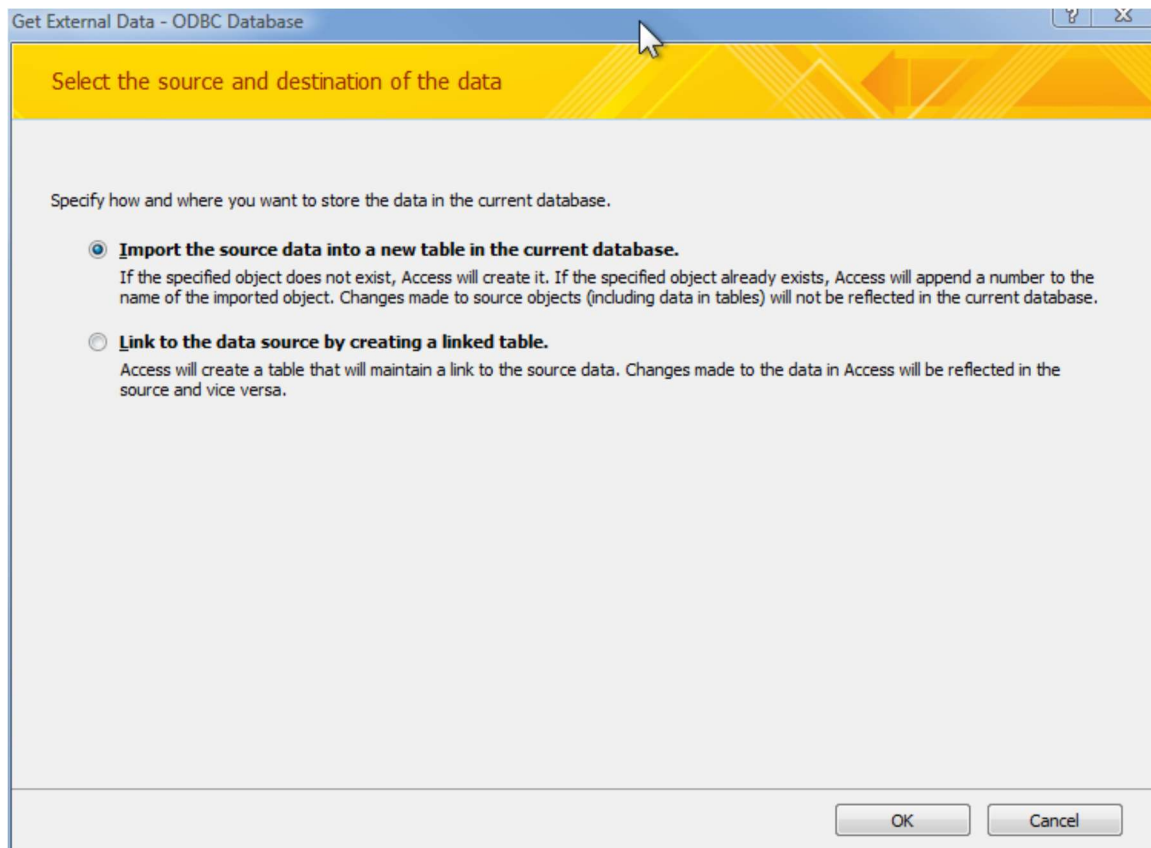 Get External Data - ODBC Database
Select the source and destination of the data
Specify how and where you want to store the data in the current database.
Import the source data into a new table in the current database.
If the specified object does not exist, Access will create it. If the specified object already exists, Access will append a number to the
name of the imported object. Changes made to source objects (including data in tables) will not be reflected in the current database.
Link to the data source by creating a linked table.
Access will create a table that will maintain a link to the source data. Changes made to the data in Access will be reflected in the
source and vice versa.
OK Cancel